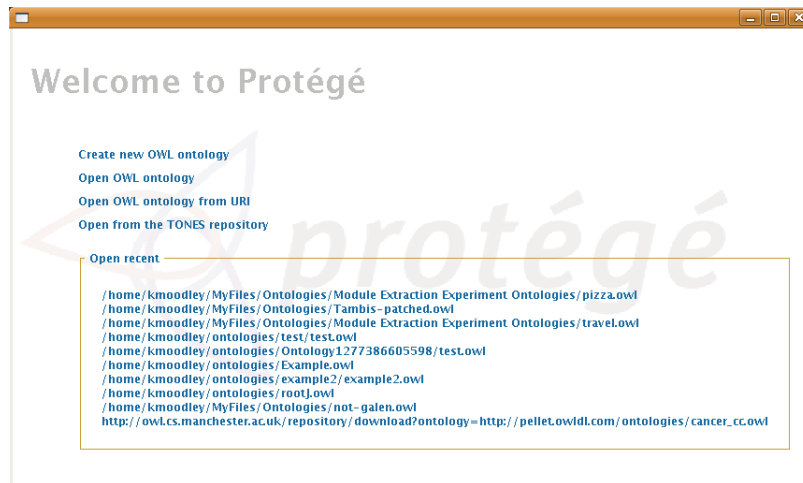 Welcome to Protégé
Create new OWL ontology
Open OWL ontology
Open OWL ontology from URI
Open from the TONES repository
protégé
Open recent
/home/kmoodley/MyFiles/Ontologies/Module Extraction Experiment Ontologies/pizza.owl
/home/kmoodley/MyFiles/Ontologies/Tambis-patched.owl
/home/kmoodley/MyFiles/Ontologies/Module Extraction Experiment Ontologies/travel.owl
/home/kmoodley/ontologies/test/test.owl
/home/kmoodley/ontologies/Ontology1277386605598/test.owl
/home/kmoodley/ontologies/Example.owl
/home/kmoodley/ontologies/example2/example2.owl
/home/kmoodley/ontologies/rootJ.owl
/home/kmoodley/MyFiles/Ontologies/not-galen.owl
http://owl.cs.manchester.ac.uk/repository/download?ontology=http://pellet.owldl.com/ontologies/cancer_cc.owl